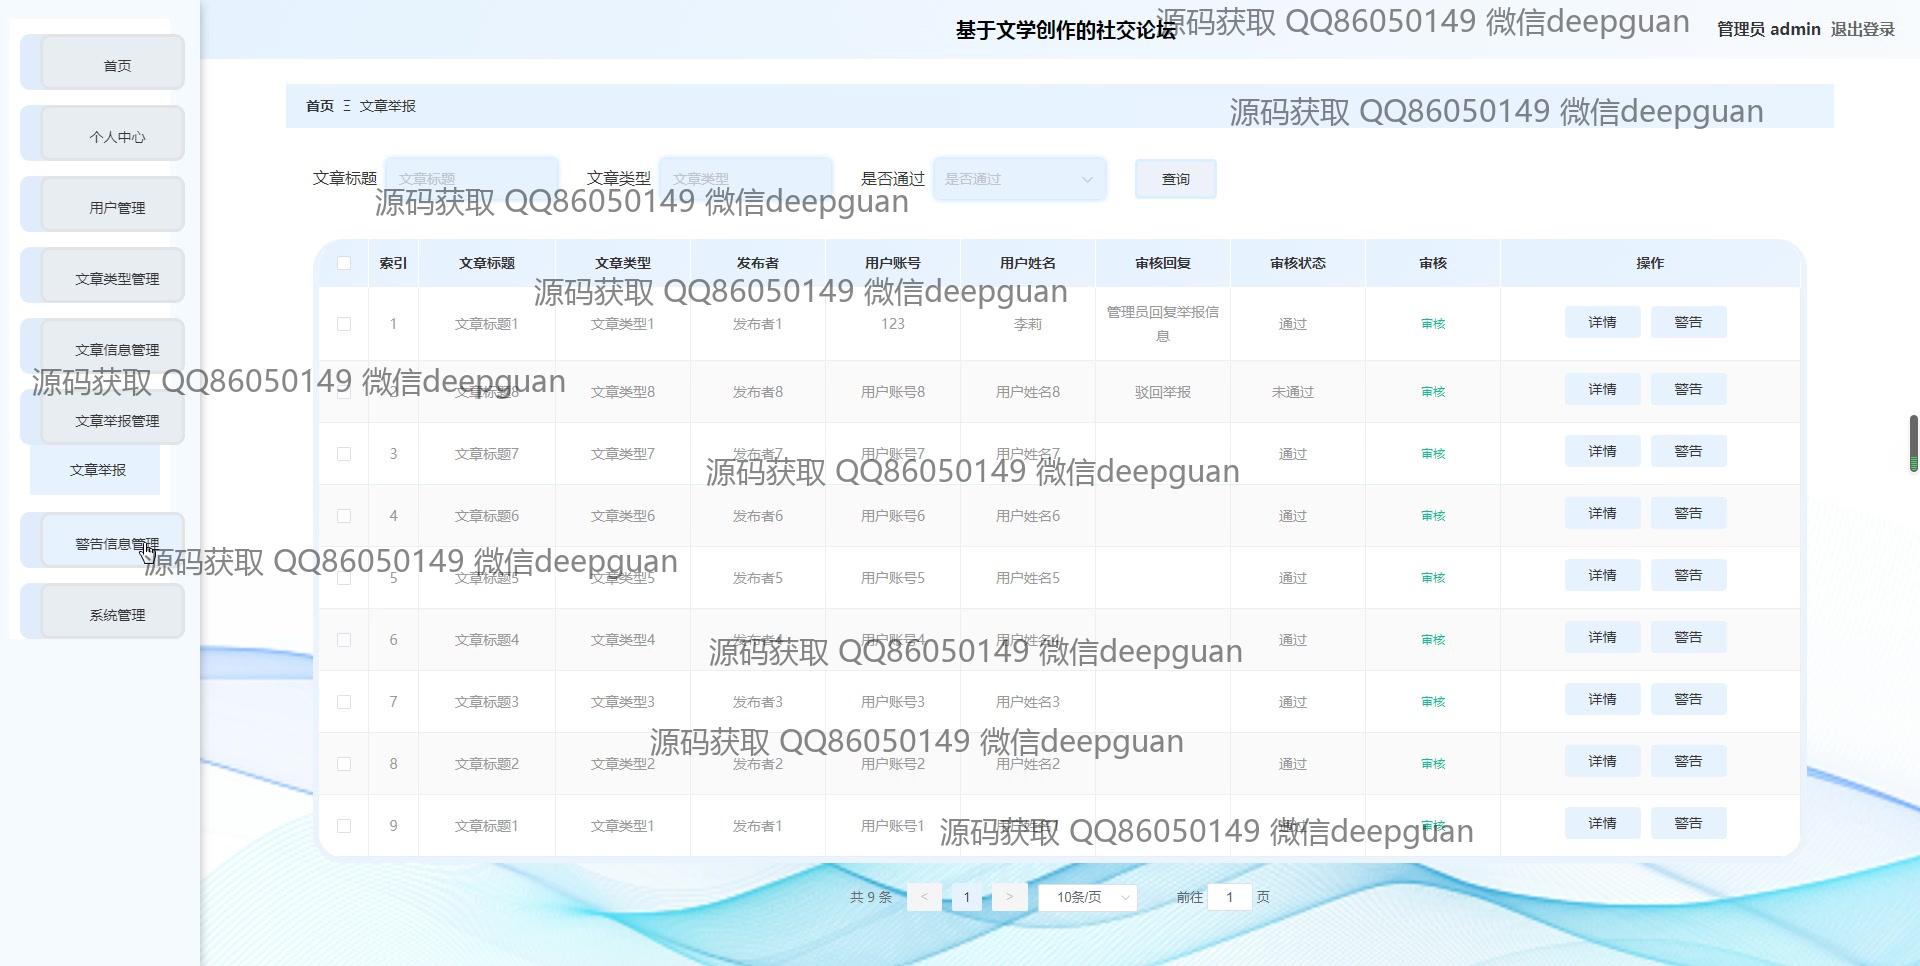 基于文学创作的社交论坛
源码获取 QQ86050149 微信deepguan
管理员 admin 退出登录
首页
个人中心
用户管理
文章类型管理
文章信息管理
文章举报管理
文章举报
警告信息管理
系统管理
首页 Ξ 文章举报
源码获取 QQ86050149 微信deepguan
文章标题 文章标题 文章类型 文章类型 是否通过 是否通过 查询
源码获取 QQ86050149 微信deepguan
索引 文章标题 文章类型 发布者 用户账号 用户姓名 审核回复 审核状态 审核 操作
源码获取 QQ86050149 微信deepguan
1 文章标题1 文章类型1 发布者1 123 李莉 管理员回复举报信息 通过 审核 详情 警告
源码获取 QQ86050149 微信deepguan
2 文章标题8 文章类型8 发布者8 用户账号8 用户姓名8 驳回举报 未通过 审核 详情 警告
3 文章标题7 文章类型7 发布者7 用户账号7 用户姓名7 通过 审核 详情 警告
源码获取 QQ86050149 微信deepguan
4 文章标题6 文章类型6 发布者6 用户账号6 用户姓名6 通过 审核 详情 警告
源码获取 QQ86050149 微信deepguan
5 文章标题5 文章类型5 发布者5 用户账号5 用户姓名5 通过 审核 详情 警告
6 文章标题4 文章类型4 发布者4 用户账号4 用户姓名4 通过 审核 详情 警告
源码获取 QQ86050149 微信deepguan
7 文章标题3 文章类型3 发布者3 用户账号3 用户姓名3 通过 审核 详情 警告
源码获取 QQ86050149 微信deepguan
8 文章标题2 文章类型2 发布者2 用户账号2 用户姓名2 通过 审核 详情 警告
9 文章标题1 文章类型1 发布者1 用户账号1 用户姓名1 通过 审核 详情 警告
源码获取 QQ86050149 微信deepguan
共 9 条 < 1 > 10条/页 前往 1 页